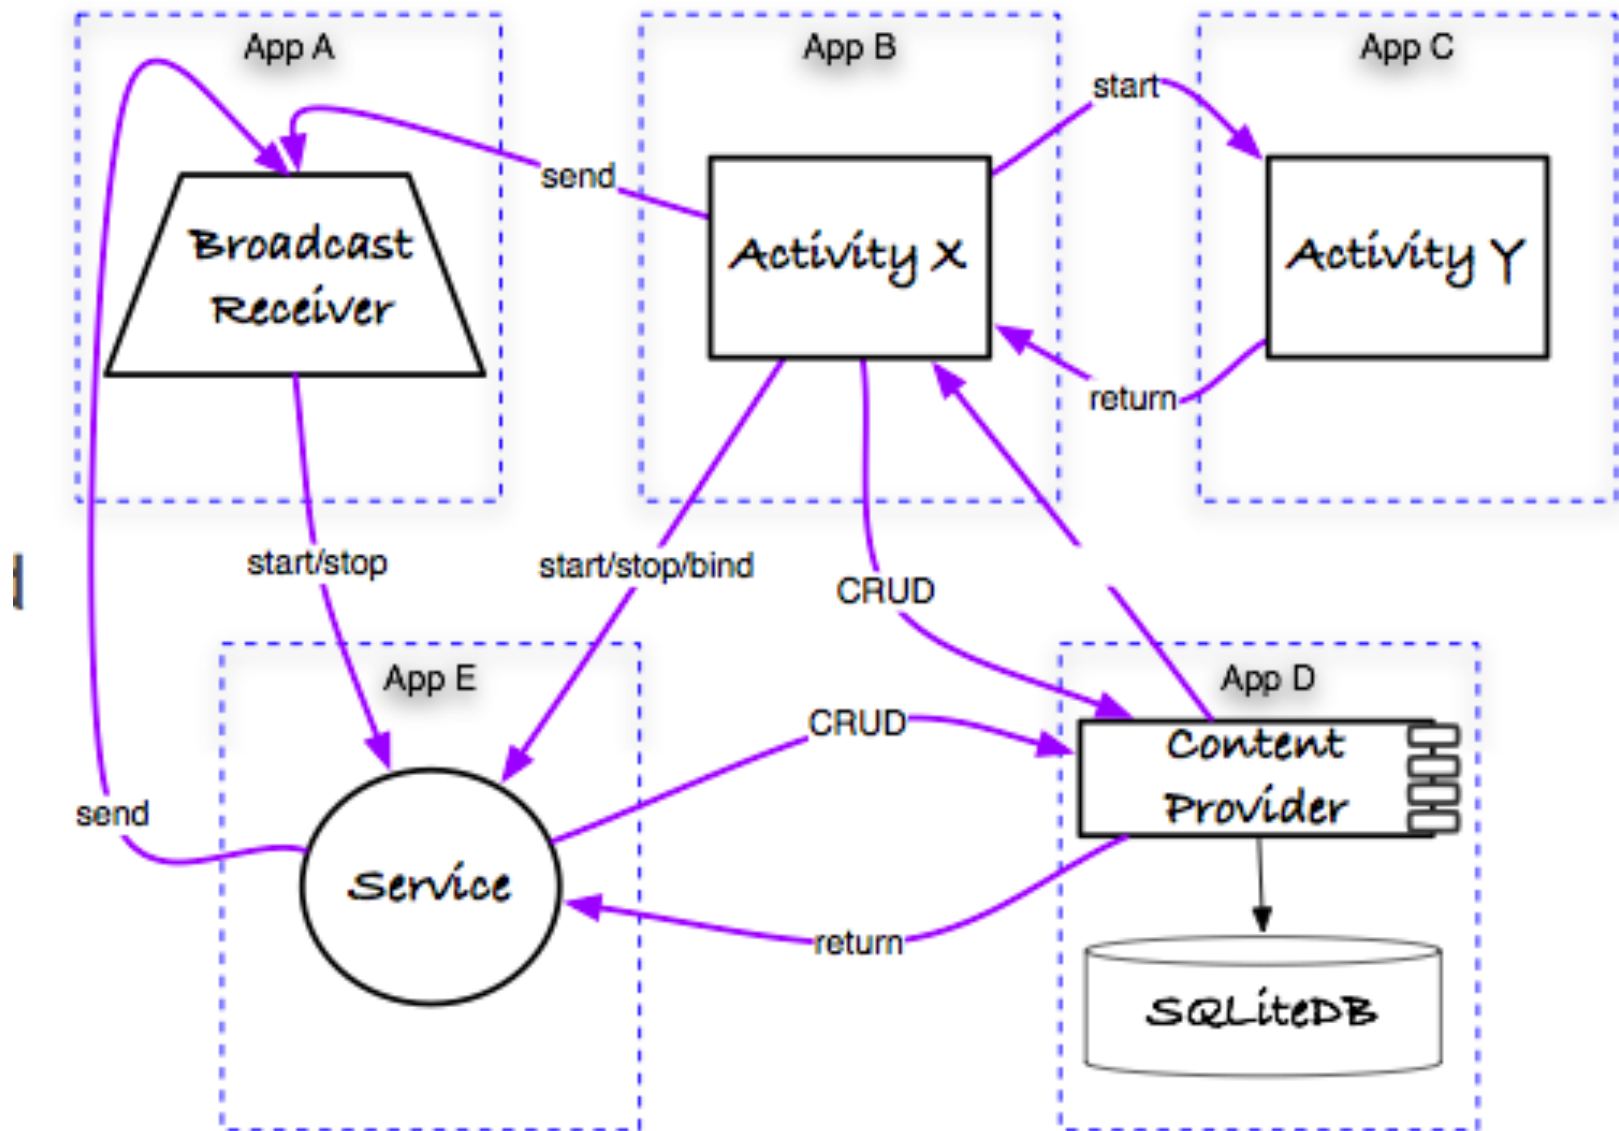 App A
App B
App C
start
send
Broadcast
Receiver
Activity X
Activity Y
return
start/stop
start/stop/bind
CRUD
App E
App D
CRUD
Content
Provider
send
Service
return
SQLiteDB